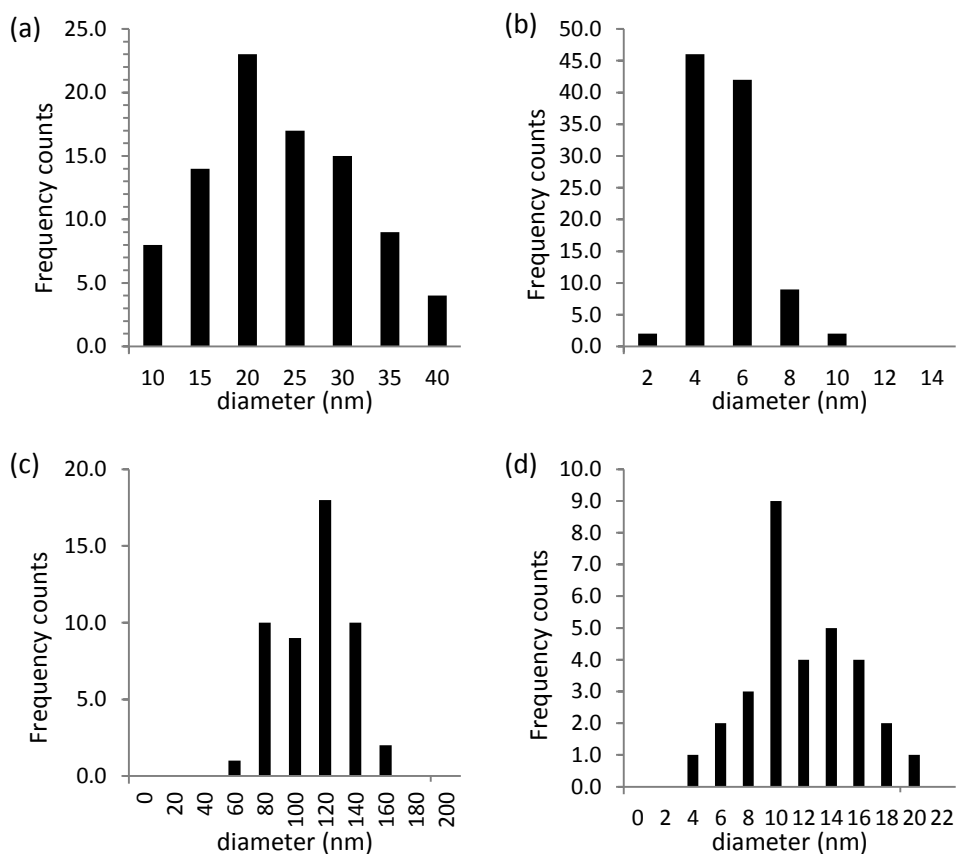 (a)
Frequency counts
25.0
20.0
15.0
10.0
5.0
0.0
10 15 20 25 30 35 40
diameter (nm)
(b)
Frequency counts
50.0
45.0
40.0
35.0
30.0
25.0
20.0
15.0
10.0
5.0
0.0
2 4 6 8 10 12 14
diameter (nm)
(c)
Frequency counts
20.0
15.0
10.0
5.0
0.0
0 20 40 60 80 100 120 140 160 180 200
diameter (nm)
(d)
Frequency counts
10.0
9.0
8.0
7.0
6.0
5.0
4.0
3.0
2.0
1.0
0.0
0 2 4 6 8 10 12 14 16 18 20 22
diameter (nm)